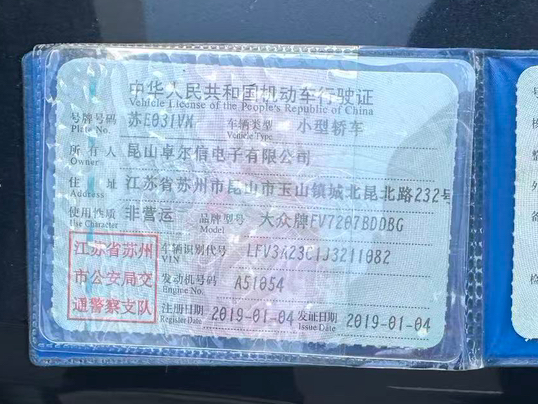 中华人民共和国机动车行驶证
Vehicle License of the People's Republic of China
号牌号码 苏E031VX 车辆类型 小型轿车
Plate No. Vehicle Type
所有人 昆山卓尔信电子有限公司
Owner
住址 江苏省苏州市昆山市玉山镇城北昆北路232号
Address
使用性质 非营运 品牌型号 大众牌FV7207BDDBG
Use Character Model
江苏省苏州 车辆识别代号 LFV3A23C1J3211082
VIN
市公安局交 发动机号码 A51054
Engine No.
通警察支队 注册日期 2019-01-04 发证日期 2019-01-04
Register Date Issue Date